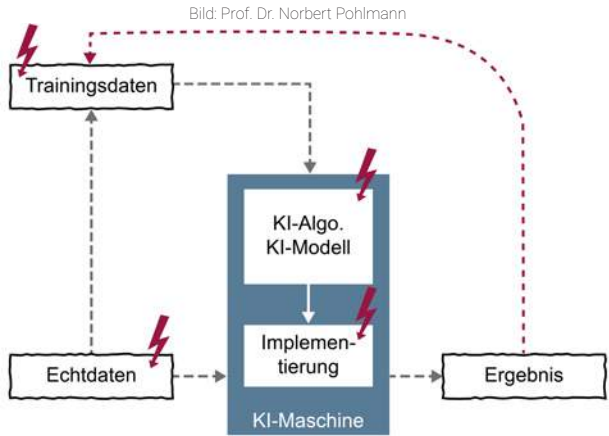 Bild: Prof. Dr. Norbert Pohlmann
Trainingsdaten
KI-Algo.
KI-Modell
Implemen-
tierung
Echtdaten
Ergebnis
KI-Maschine